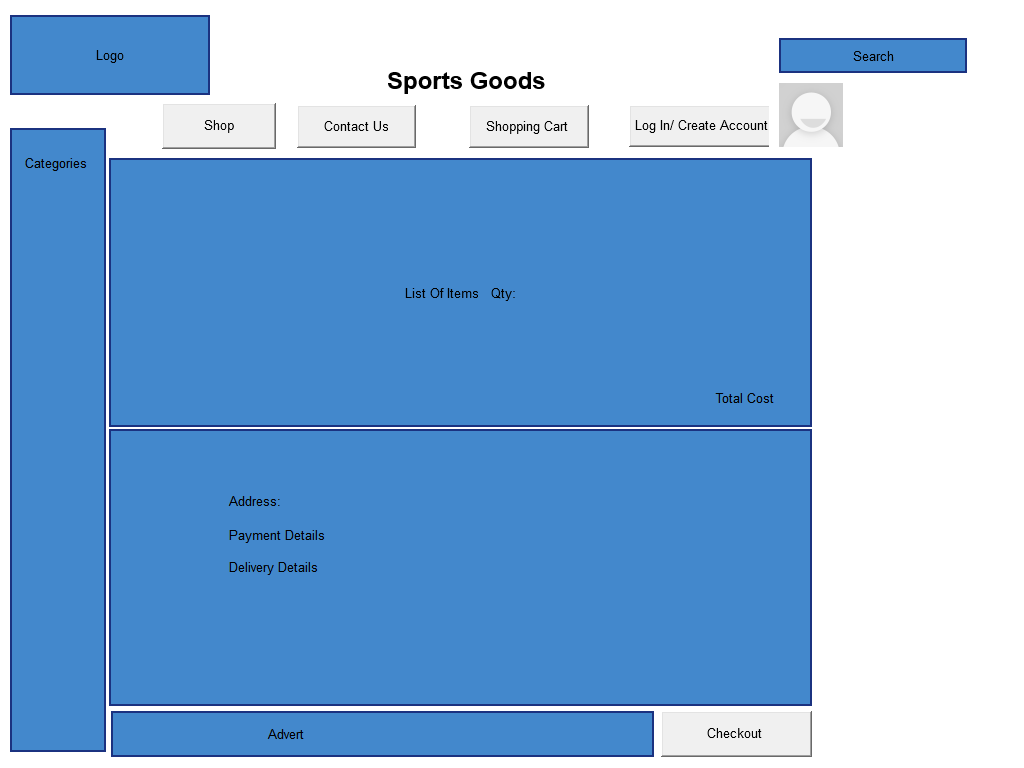 Logo
Search
Sports Goods
Shop
Contact Us
Shopping Cart
Log In/ Create Account
Categories
List Of Items Qty:
Total Cost
Address:
Payment Details
Delivery Details
Advert
Checkout